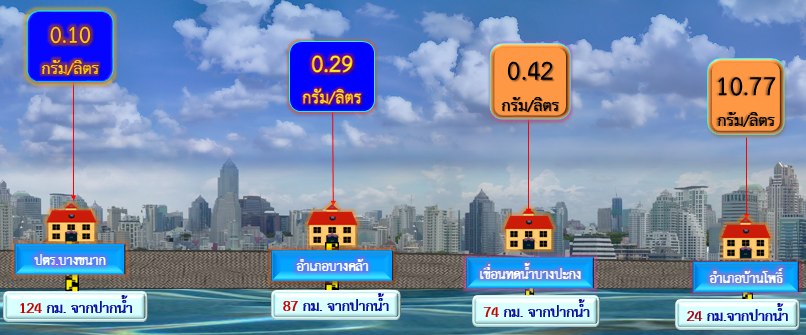 0.10
กรัม/ลิตร
0.29
กรัม/ลิตร
0.42
กรัม/ลิตร
10.77
กรัม/ลิตร
ปตร.บางขนาก
อำเภอบางคล้า
เขื่อนทดน้ำบางปะกง
อำเภอบ้านโพธิ์
124 กม. จากปากน้ำ
87 กม. จากปากน้ำ
74 กม. จากปากน้ำ
24 กม.จากปากน้ำ